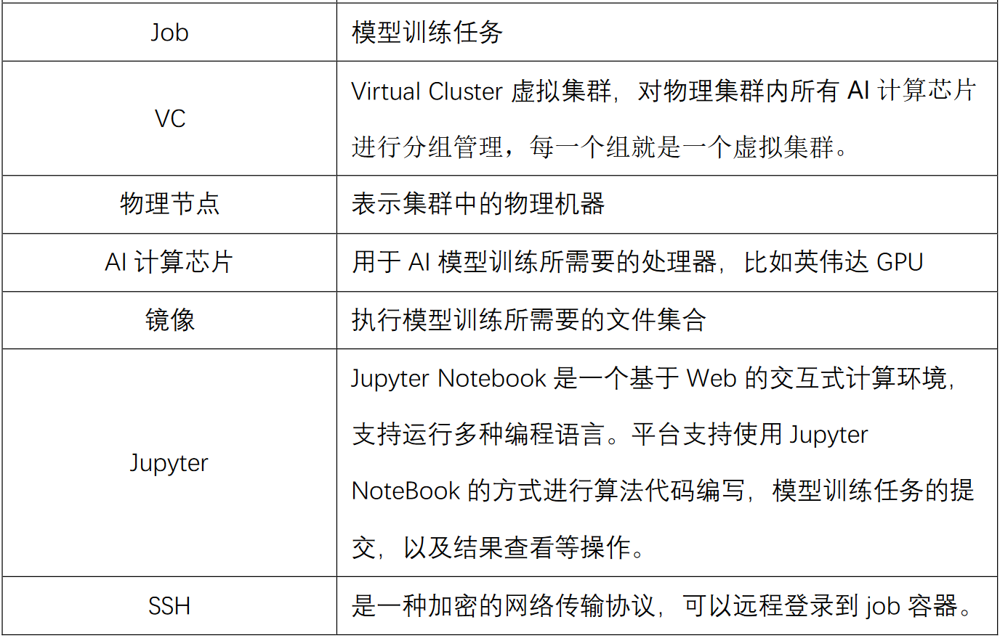 Job
模型训练任务
VC
Virtual Cluster 虚拟集群，对物理集群内所有 AI 计算芯片
进行分组管理，每一个组就是一个虚拟集群。
物理节点
表示集群中的物理机器
AI 计算芯片
用于 AI 模型训练所需要的处理器，比如英伟达 GPU
镜像
执行模型训练所需要的文件集合
Jupyter
Jupyter Notebook 是一个基于 Web 的交互式计算环境，
支持运行多种编程语言。平台支持使用 Jupyter
NoteBook 的方式进行算法代码编写，模型训练任务的提
交，以及结果查看等操作。
SSH
是一种加密的网络传输协议，可以远程登录到 job 容器。